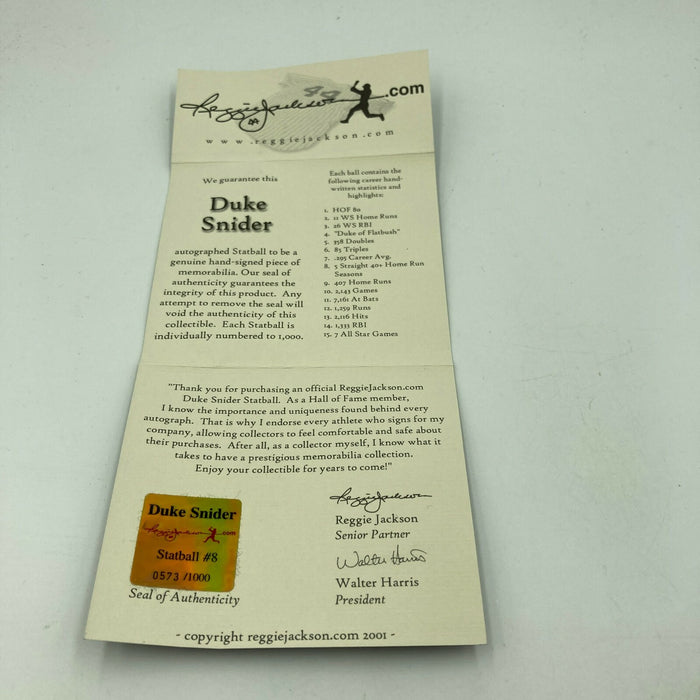 Reggie Jackson 44 .com
44
www.reggiejackson.com
We guarantee this
Duke
Snider
autographed Statball to be a
genuine hand-signed piece of
memorabilia. Our seal of
authenticity guarantees the
integrity of this product. Any
attempt to remove the seal will
void the authenticity of this
collectible. Each Statball is
individually numbered to 1,000.
Each ball contains the
following career hand-
written statistics and
highlights:
1. HOF 80
2. 11 WS Home Runs
3. 26 WS RBI
4. "Duke of Flatbush"
5. 358 Doubles
6. 85 Triples
7. .295 Career Avg.
8. 5 Straight 40+ Home Run
Seasons
9. 407 Home Runs
10. 2,143 Games
11. 7,161 At Bats
12. 1,259 Runs
13. 2,116 Hits
14. 1,333 RBI
15. 7 All Star Games
"Thank you for purchasing an official ReggieJackson.com
Duke Snider Statball. As a Hall of Fame member,
I know the importance and uniqueness found behind every
autograph. That is why I endorse every athlete who signs for my
company, allowing collectors to feel comfortable and safe about
their purchases. After all, as a collector myself, I know what it
takes to have a prestigious memorabilia collection.
Enjoy your collectible for years to come!"
Duke Snider
Reggie Jackson .com
Statball #8
0573 /1000
Seal of Authenticity
Reggie Jackson
Reggie Jackson
Senior Partner
Walter Harris
Walter Harris
President
- copyright reggiejackson.com 2001 -